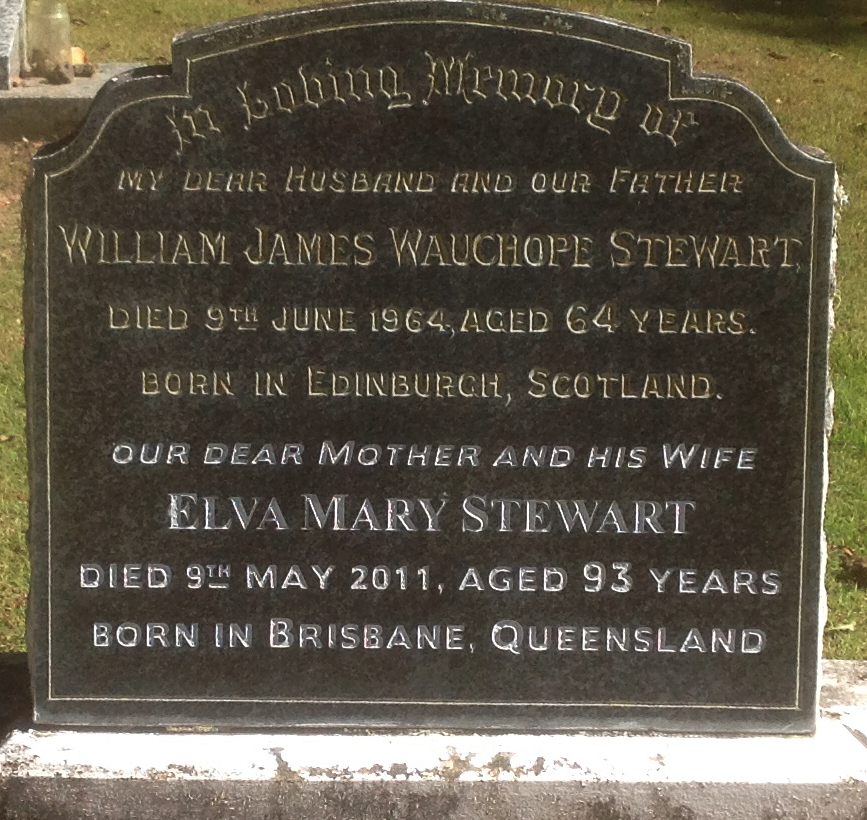 In Loving Memory of
MY DEAR HUSBAND AND OUR FATHER
WILLIAM JAMES WAUCHOPE STEWART,
DIED 9TH JUNE 1964, AGED 64 YEARS.
BORN IN EDINBURGH, SCOTLAND.
OUR DEAR MOTHER AND HIS WIFE
ELVA MARY STEWART
DIED 9TH MAY 2011, AGED 93 YEARS
BORN IN BRISBANE, QUEENSLAND